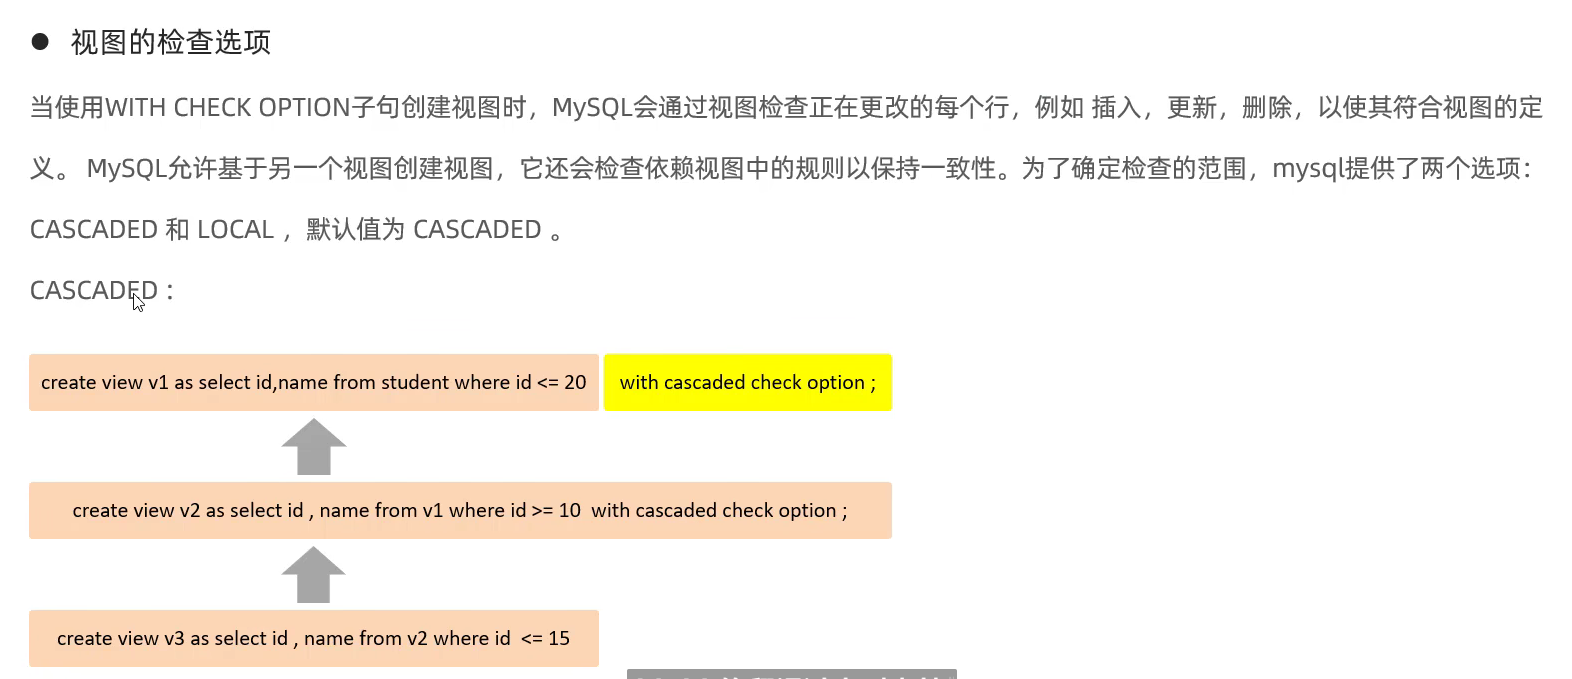 ● 视图的检查选项
当使用WITH CHECK OPTION子句创建视图时，MySQL会通过视图检查正在更改的每个行，例如 插入，更新，删除，以使其符合视图的定
义。 MySQL允许基于另一个视图创建视图，它还会检查依赖视图中的规则以保持一致性。为了确定检查的范围，mysql提供了两个选项：
CASCADED 和 LOCAL ，默认值为 CASCADED 。
CASCADED：
create view v1 as select id,name from student where id <= 20 with cascaded check option ;
create view v2 as select id , name from v1 where id >= 10 with cascaded check option ;
create view v3 as select id , name from v2 where id <= 15